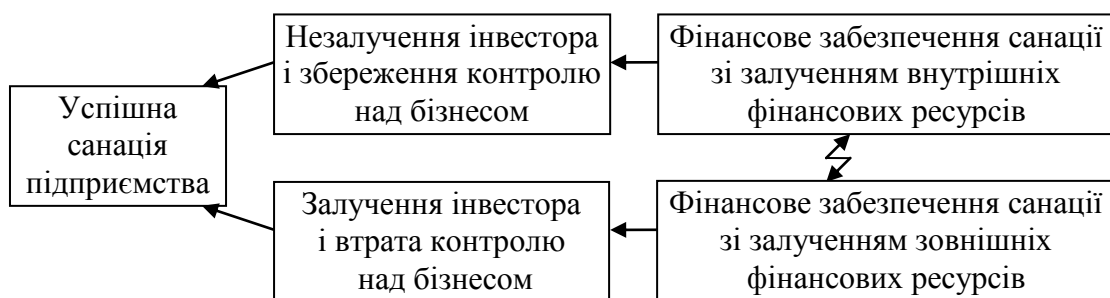 Успішна
санація
підприємства
Незалучення інвестора
і збереження контролю
над бізнесом
Фінансове забезпечення санації
зі залученням внутрішніх
фінансових ресурсів
Залучення інвестора
і втрата контролю
над бізнесом
Фінансове забезпечення санації
зі залученням зовнішніх
фінансових ресурсів